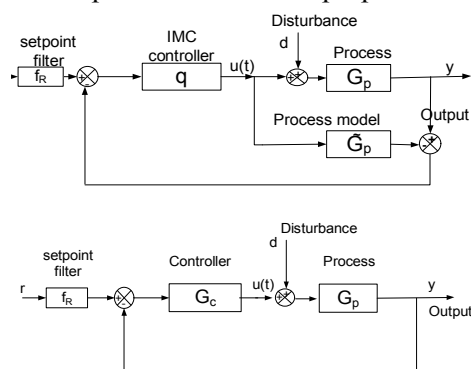 Disturbance
setpoint filter
IMC controller
d
Process
f_R
q
u(t)
G_p
y
Output
Process model
G̃_p
Disturbance
setpoint filter
Controller
d
Process
r
f_R
G_c
u(t)
G_p
y
Output